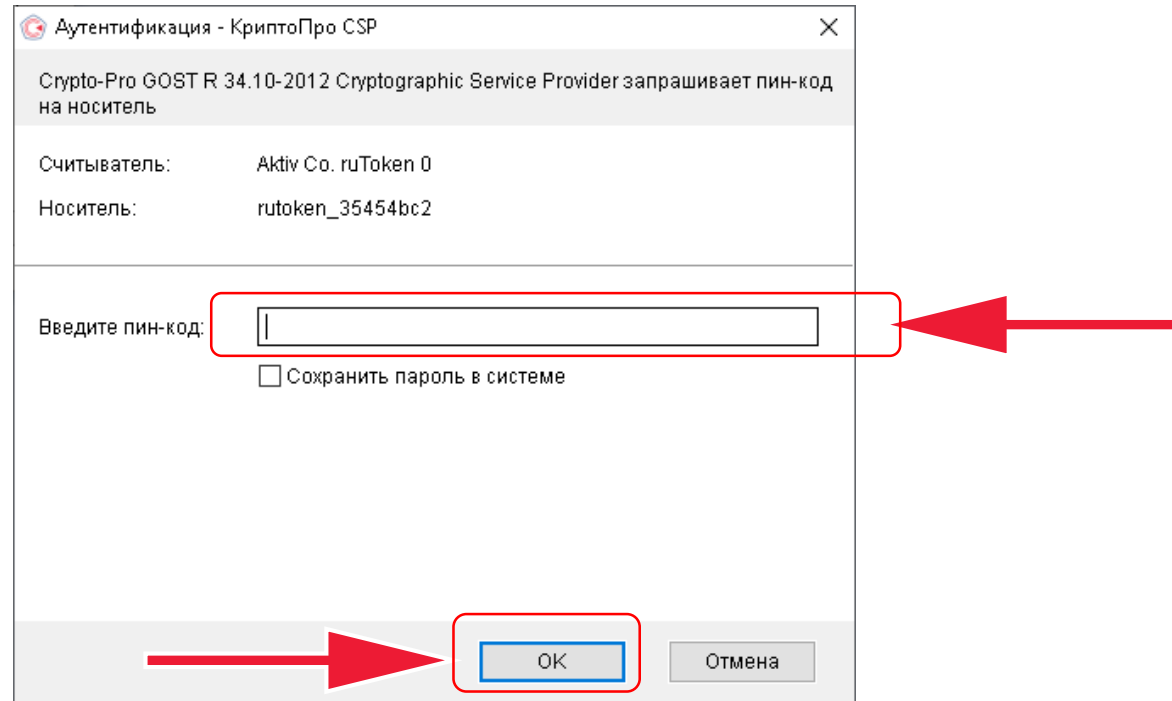 Аутентификация - КриптоПро CSP
Crypto-Pro GOST R 34.10-2012 Cryptographic Service Provider запрашивает пин-код
на носитель
Считыватель: Aktiv Co. ruToken 0
Носитель: rutoken_35454bc2
Введите пин-код:
Сохранить пароль в системе
OK Отмена